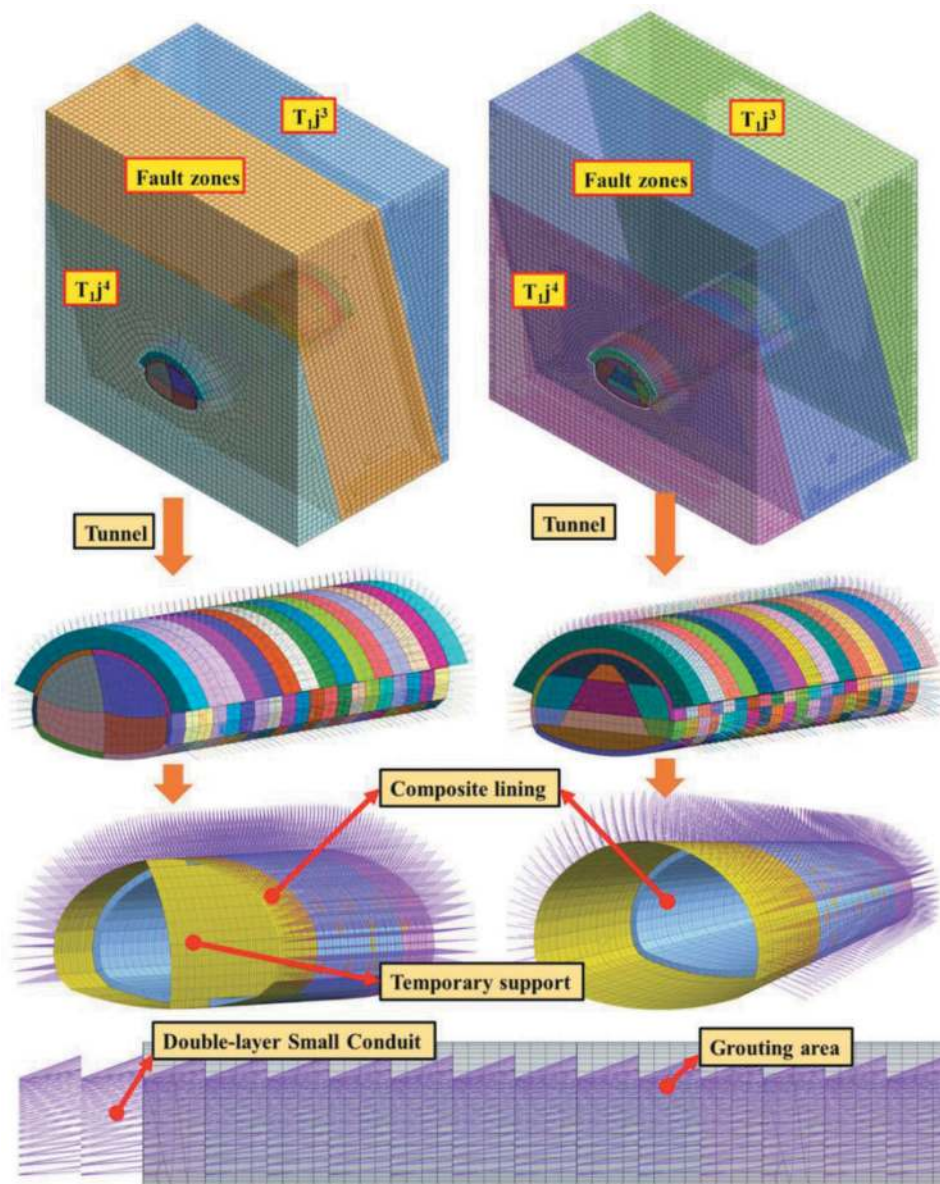 T₁j³
T₁j³
Fault zones
Fault zones
T₁j⁴
T₁j⁴
Tunnel
Tunnel
Composite lining
Temporary support
Double-layer Small Conduit
Grouting area